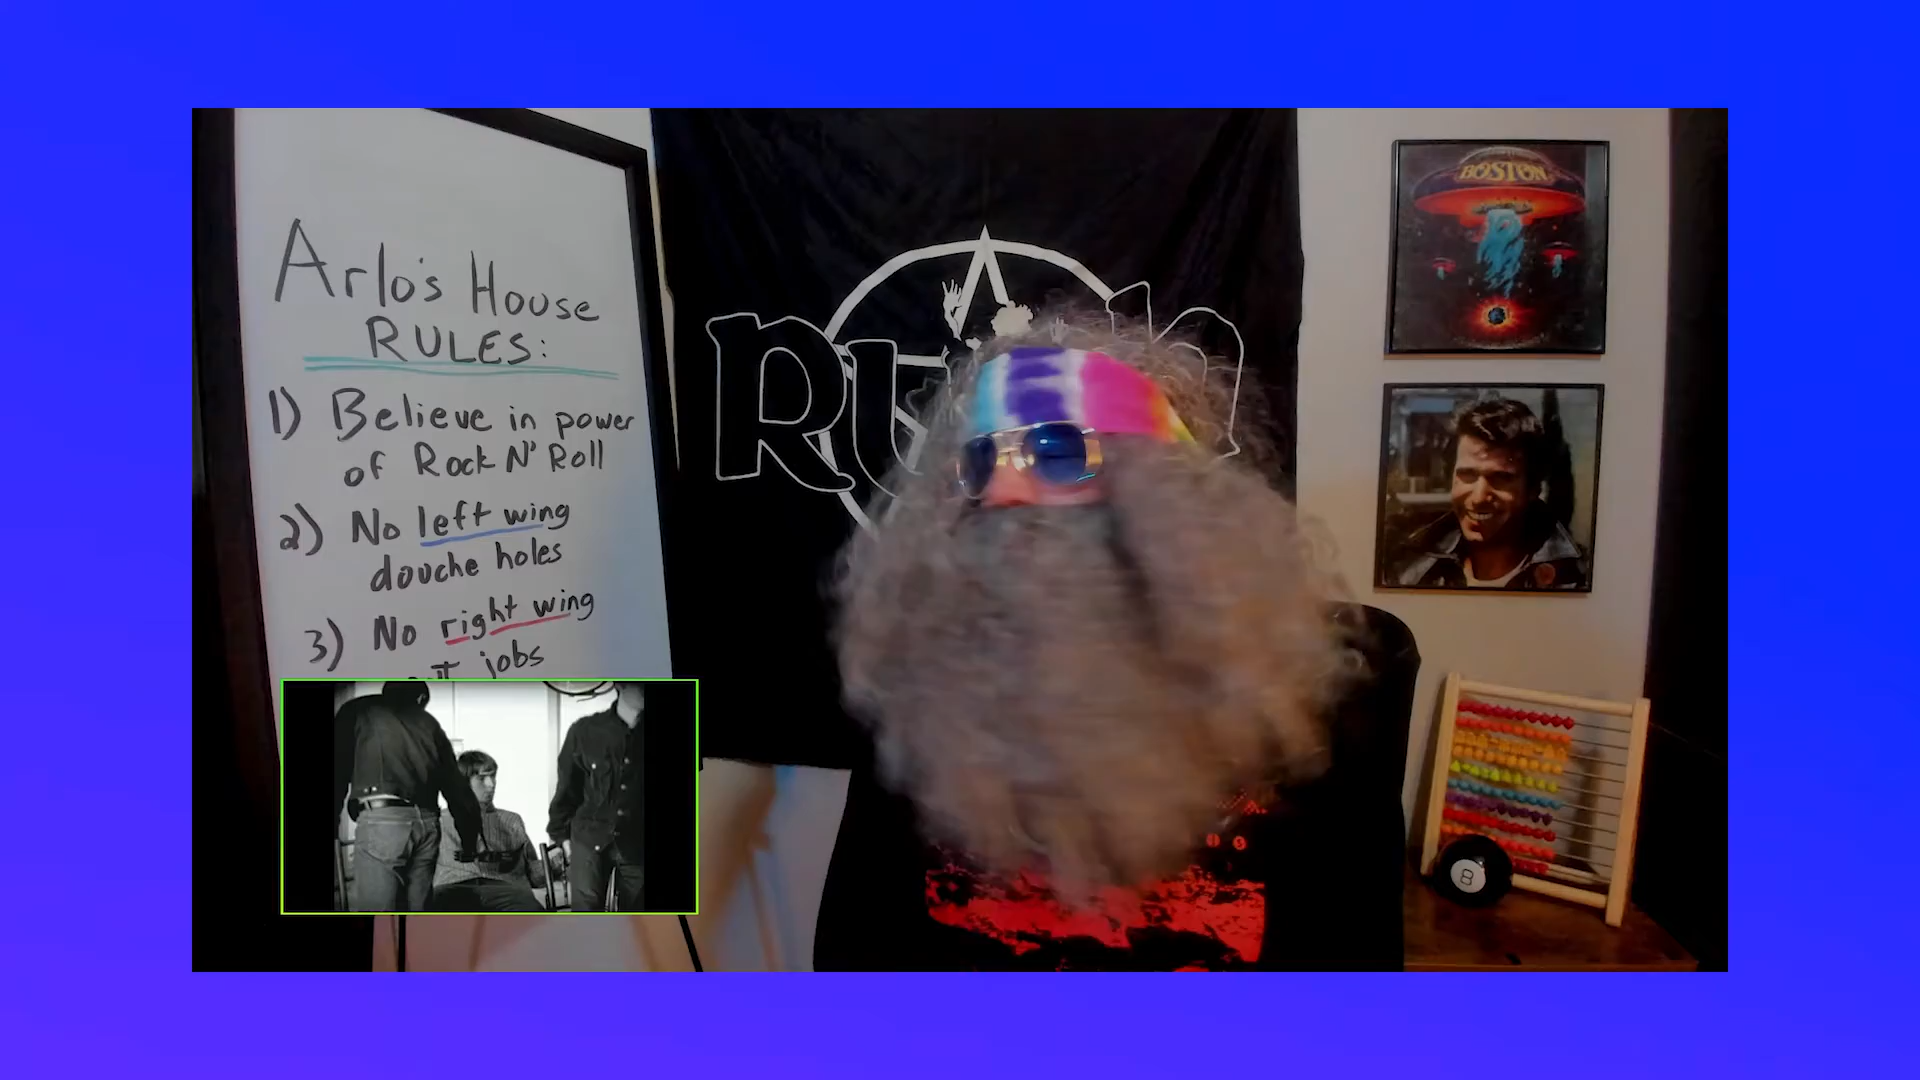 Arlo's House
RULES:
1) Believe in power
of Rock N' Roll
2) No left wing
douche holes
3) No right wing
jobs
BOSTON
RU
8